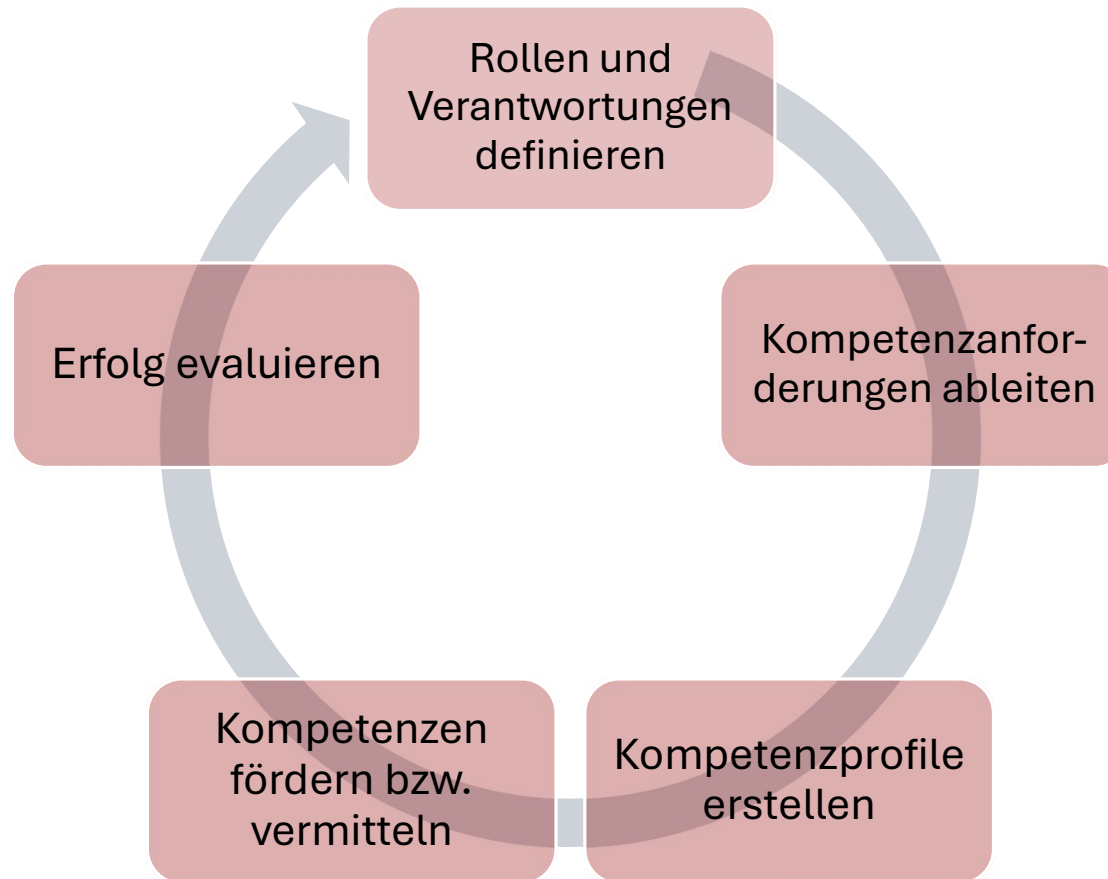 Rollen und
Verantwortungen
definieren
Kompetenzanfor-
derungen ableiten
Kompetenzprofile
erstellen
Kompetenzen
fördern bzw.
vermitteln
Erfolg evaluieren